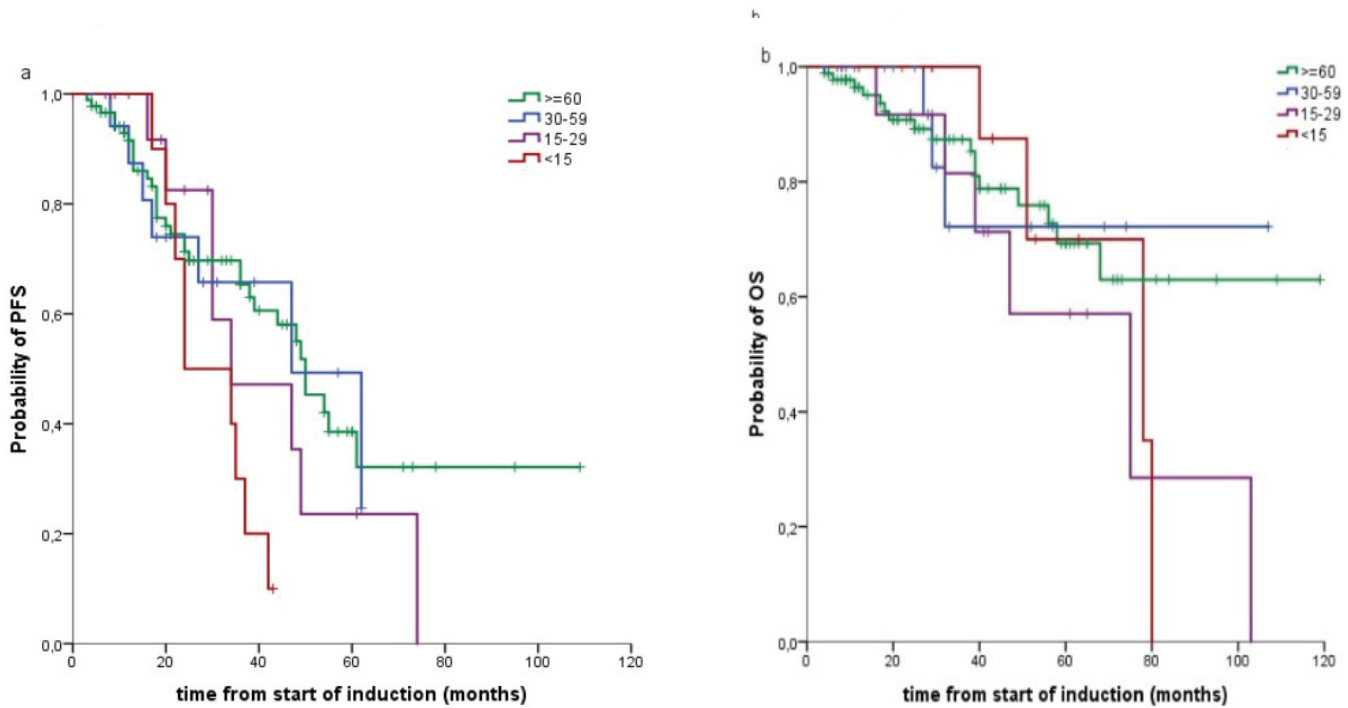 a
Probability of PFS
1,0
0,8
0,6
0,4
0,2
0,0
0 20 40 60 80 100 120
time from start of induction (months)
>=60
30-59
15-29
<15
b
Probability of OS
1,0
0,8
0,6
0,4
0,2
0,0
0 20 40 60 80 100 120
time from start of induction (months)
>=60
30-59
15-29
<15